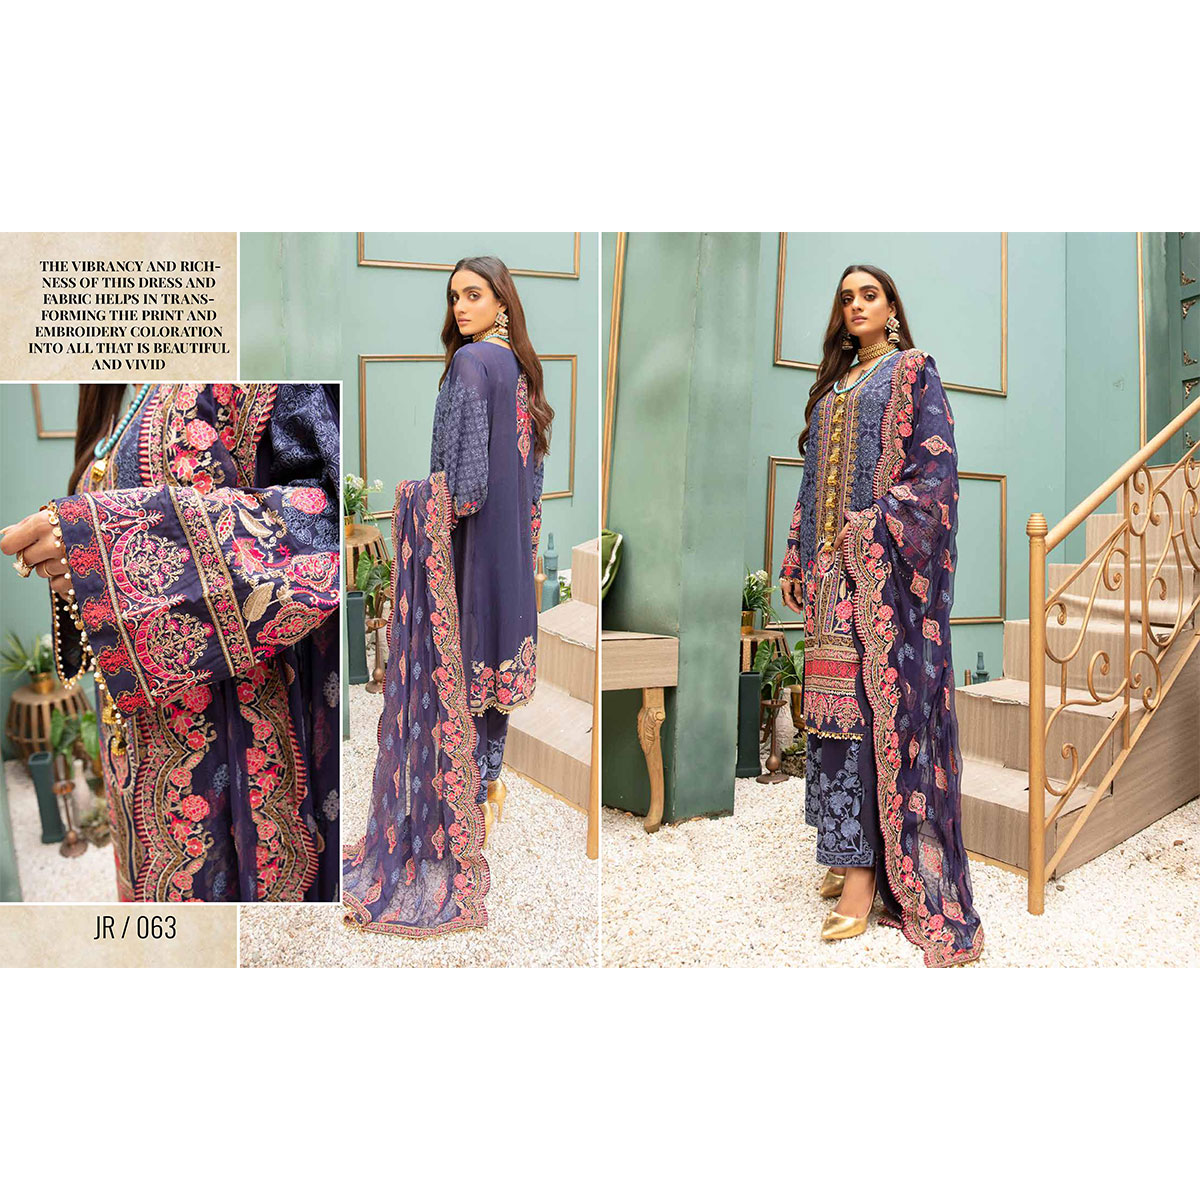 THE VIBRANCY AND RICH-
NESS OF THIS DRESS AND
FABRIC HELPS IN TRANS-
FORMING THE PRINT AND
EMBROIDERY COLORATION
INTO ALL THAT IS BEAUTIFUL
AND VIVID
JR / 063